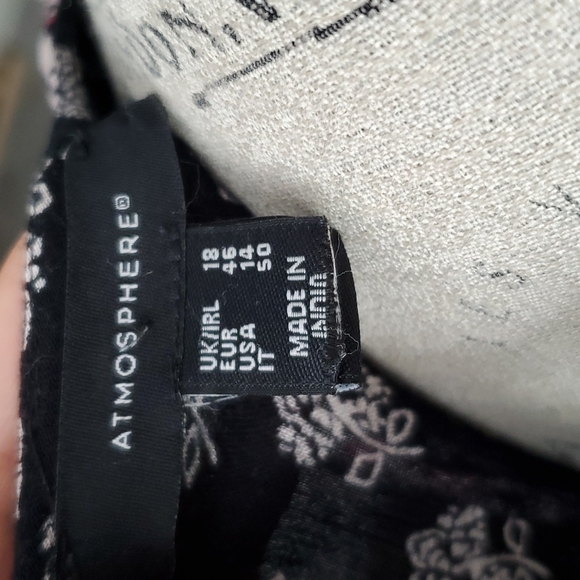 ATMOSPHERE®
UK/IRL 18
EUR 46
USA 14
IT 50
MADE IN
INDIA